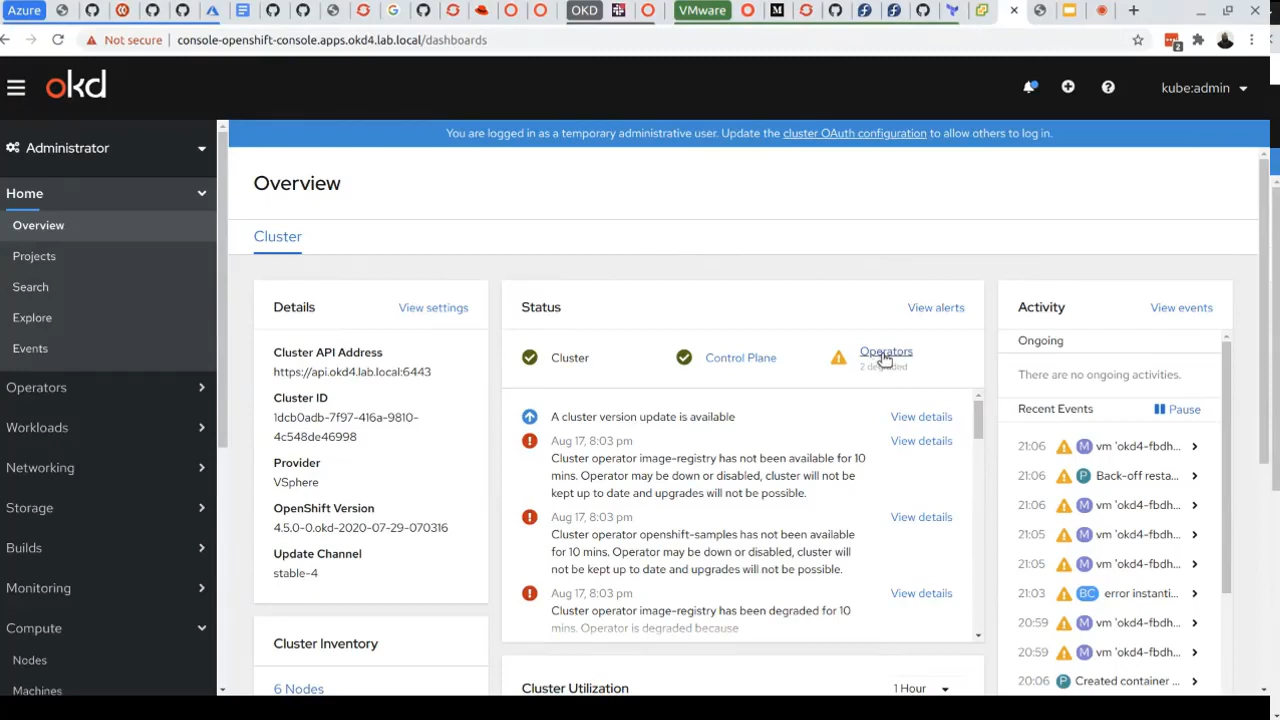 Azure
OKD
VMware
Not secure
console-openshift-console.apps.okd4.lab.local/dashboards
2
okd
kube:admin
You are logged in as a temporary administrative user. Update the cluster OAuth configuration to allow others to log in.
Administrator
Home
Overview
Projects
Search
Explore
Events
Operators
Workloads
Networking
Storage
Builds
Monitoring
Compute
Nodes
Machines
Overview
Cluster
Details
View settings
Cluster API Address
https://api.okd4.lab.local:6443
Cluster ID
1dcb0adb-7f97-416a-9810-
4c548de46998
Provider
VSphere
OpenShift Version
4.5.0-0.okd-2020-07-29-070316
Update Channel
stable-4
Cluster Inventory
6 Nodes
Status
View alerts
Cluster
Control Plane
Operators
2 degraded
A cluster version update is available
View details
Aug 17, 8:03 pm
View details
Cluster operator image-registry has not been available for 10
mins. Operator may be down or disabled, cluster will not be
kept up to date and upgrades will not be possible.
Aug 17, 8:03 pm
View details
Cluster operator openshift-samples has not been available
for 10 mins. Operator may be down or disabled, cluster will
not be kept up to date and upgrades will not be possible.
Aug 17, 8:03 pm
View details
Cluster operator image-registry has been degraded for 10
mins. Operator is degraded because
Cluster Utilization
1 Hour
Activity
View events
Ongoing
There are no ongoing activities.
Recent Events
Pause
21:06 M vm 'okd4-fbdh...
21:06 P Back-off resta...
21:06 M vm 'okd4-fbdh...
21:05 M vm 'okd4-fbdh...
21:05 M vm 'okd4-fbdh...
21:03 BC error instanti...
20:59 M vm 'okd4-fbdh...
20:59 M vm 'okd4-fbdh...
20:06 P Created container ...